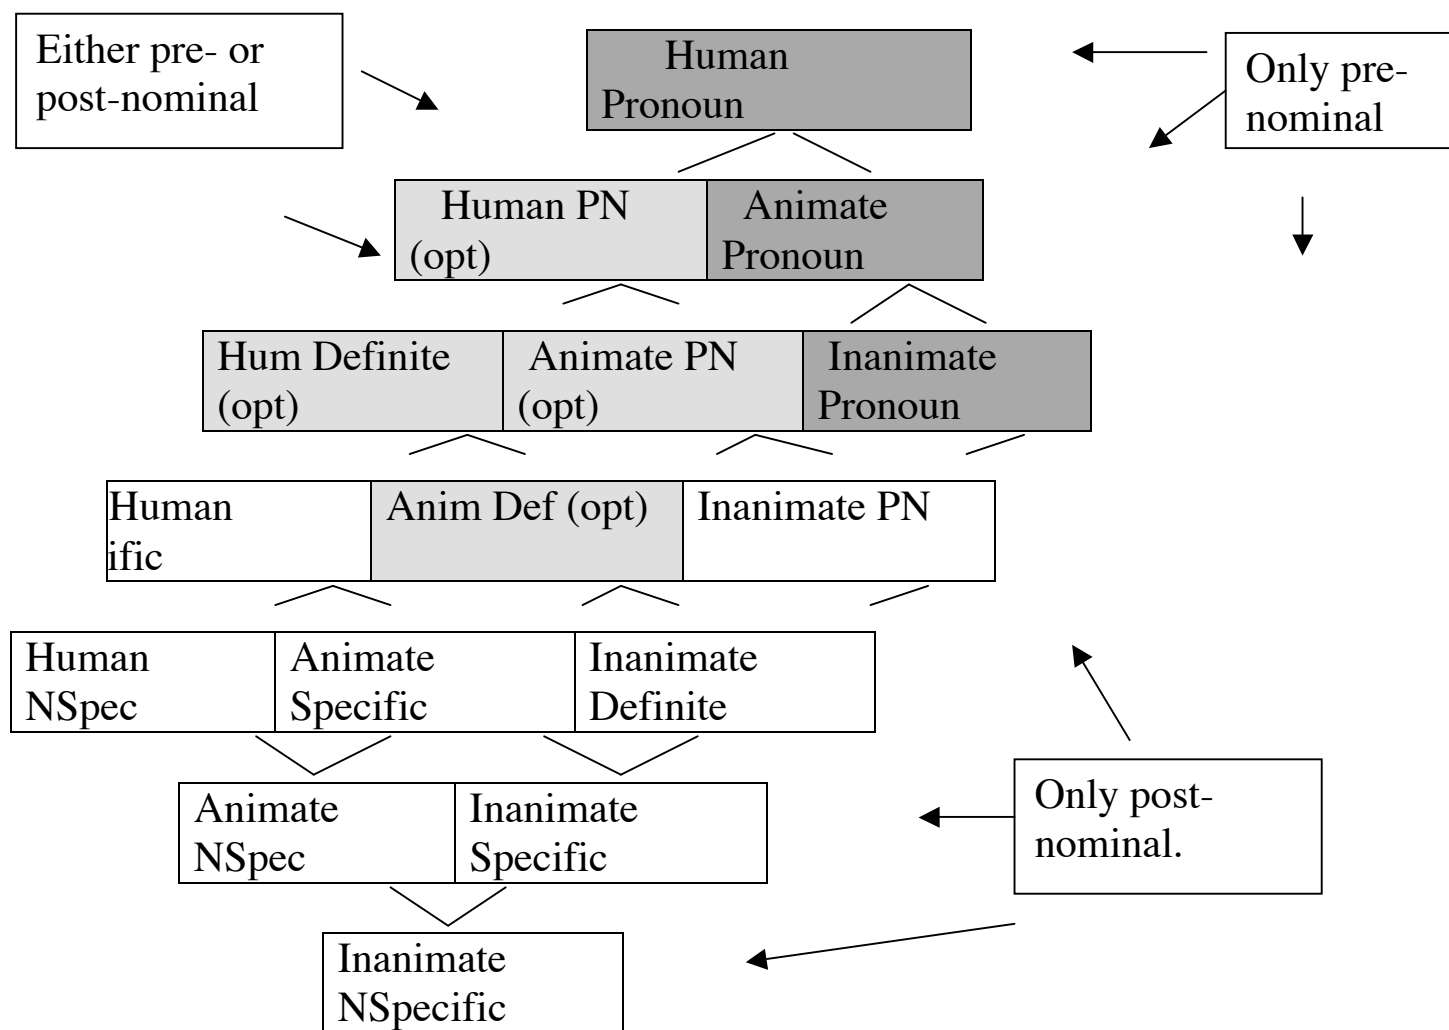 Either pre- or
post-nominal
Human
Pronoun
Only pre-
nominal
Human PN
(opt)
Animate
Pronoun
Hum Definite
(opt)
Animate PN
(opt)
Inanimate
Pronoun
Human
ific
Anim Def (opt)
Inanimate PN
Human
NSpec
Animate
Specific
Inanimate
Definite
Animate
NSpec
Inanimate
Specific
Only post-
nominal.
Inanimate
NSpecific